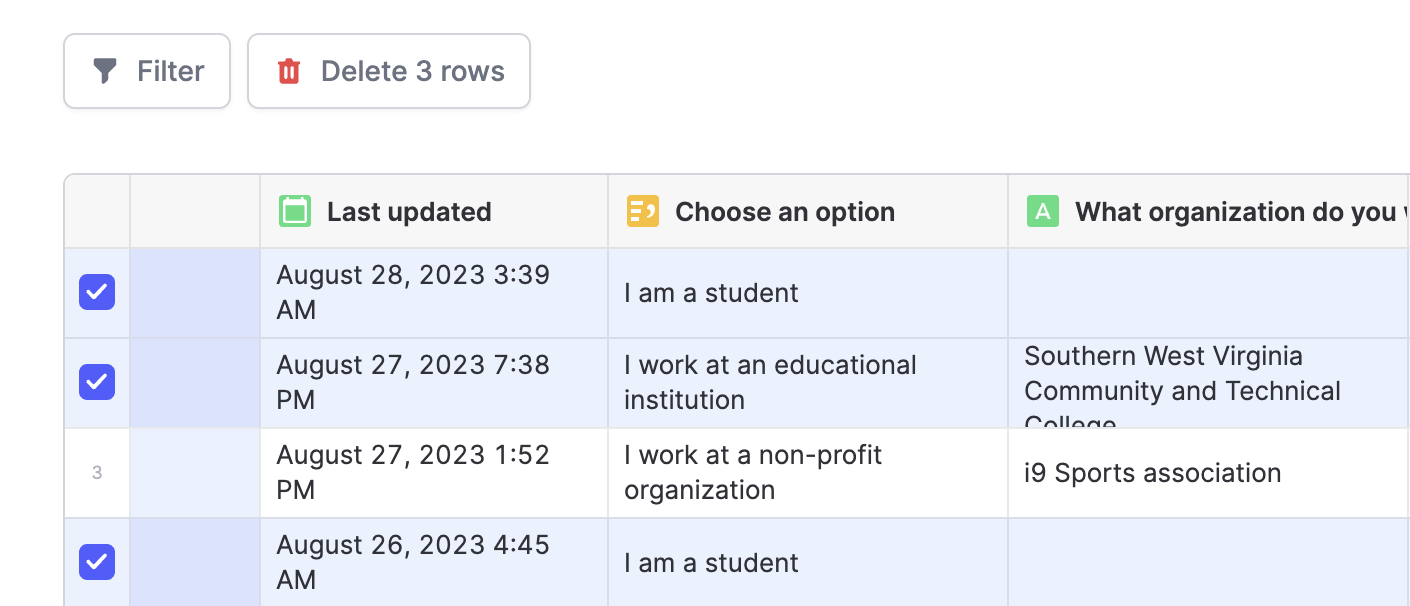 Filter
Delete 3 rows
Last updated
Choose an option
A
What organization do you
August 28, 2023 3:39
AM
I am a student
August 27, 2023 7:38
PM
I work at an educational
institution
Southern West Virginia
Community and Technical
College
3
August 27, 2023 1:52
PM
I work at a non-profit
organization
i9 Sports association
August 26, 2023 4:45
AM
I am a student